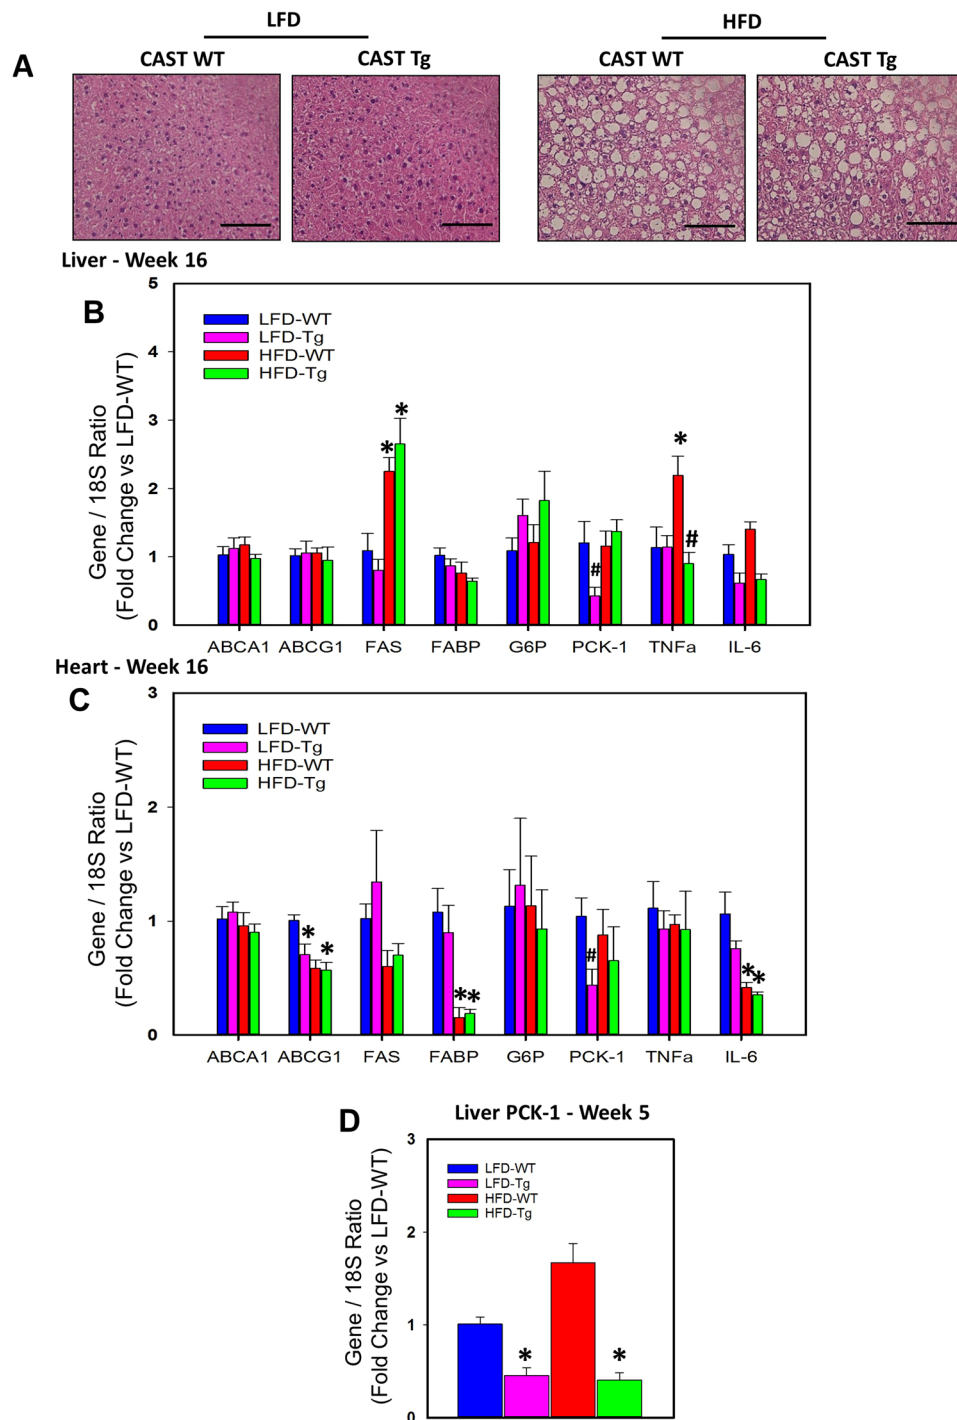 LFD HFD
A CAST WT CAST Tg CAST WT CAST Tg
Liver - Week 16
B
5
4
3
2
1
0
Gene / 18S Ratio
(Fold Change vs LFD-WT)
LFD-WT
LFD-Tg
HFD-WT
HFD-Tg
* *
#
*
#
ABCA1 ABCG1 FAS FABP G6P PCK-1 TNFa IL-6
Heart - Week 16
C
3
2
1
0
Gene / 18S Ratio
(Fold Change vs LFD-WT)
LFD-WT
LFD-Tg
HFD-WT
HFD-Tg
* *
* *
#
* *
ABCA1 ABCG1 FAS FABP G6P PCK-1 TNFa IL-6
D Liver PCK-1 - Week 5
3
2
1
0
Gene / 18S Ratio
(Fold Change vs LFD-WT)
LFD-WT
LFD-Tg
HFD-WT
HFD-Tg
* *